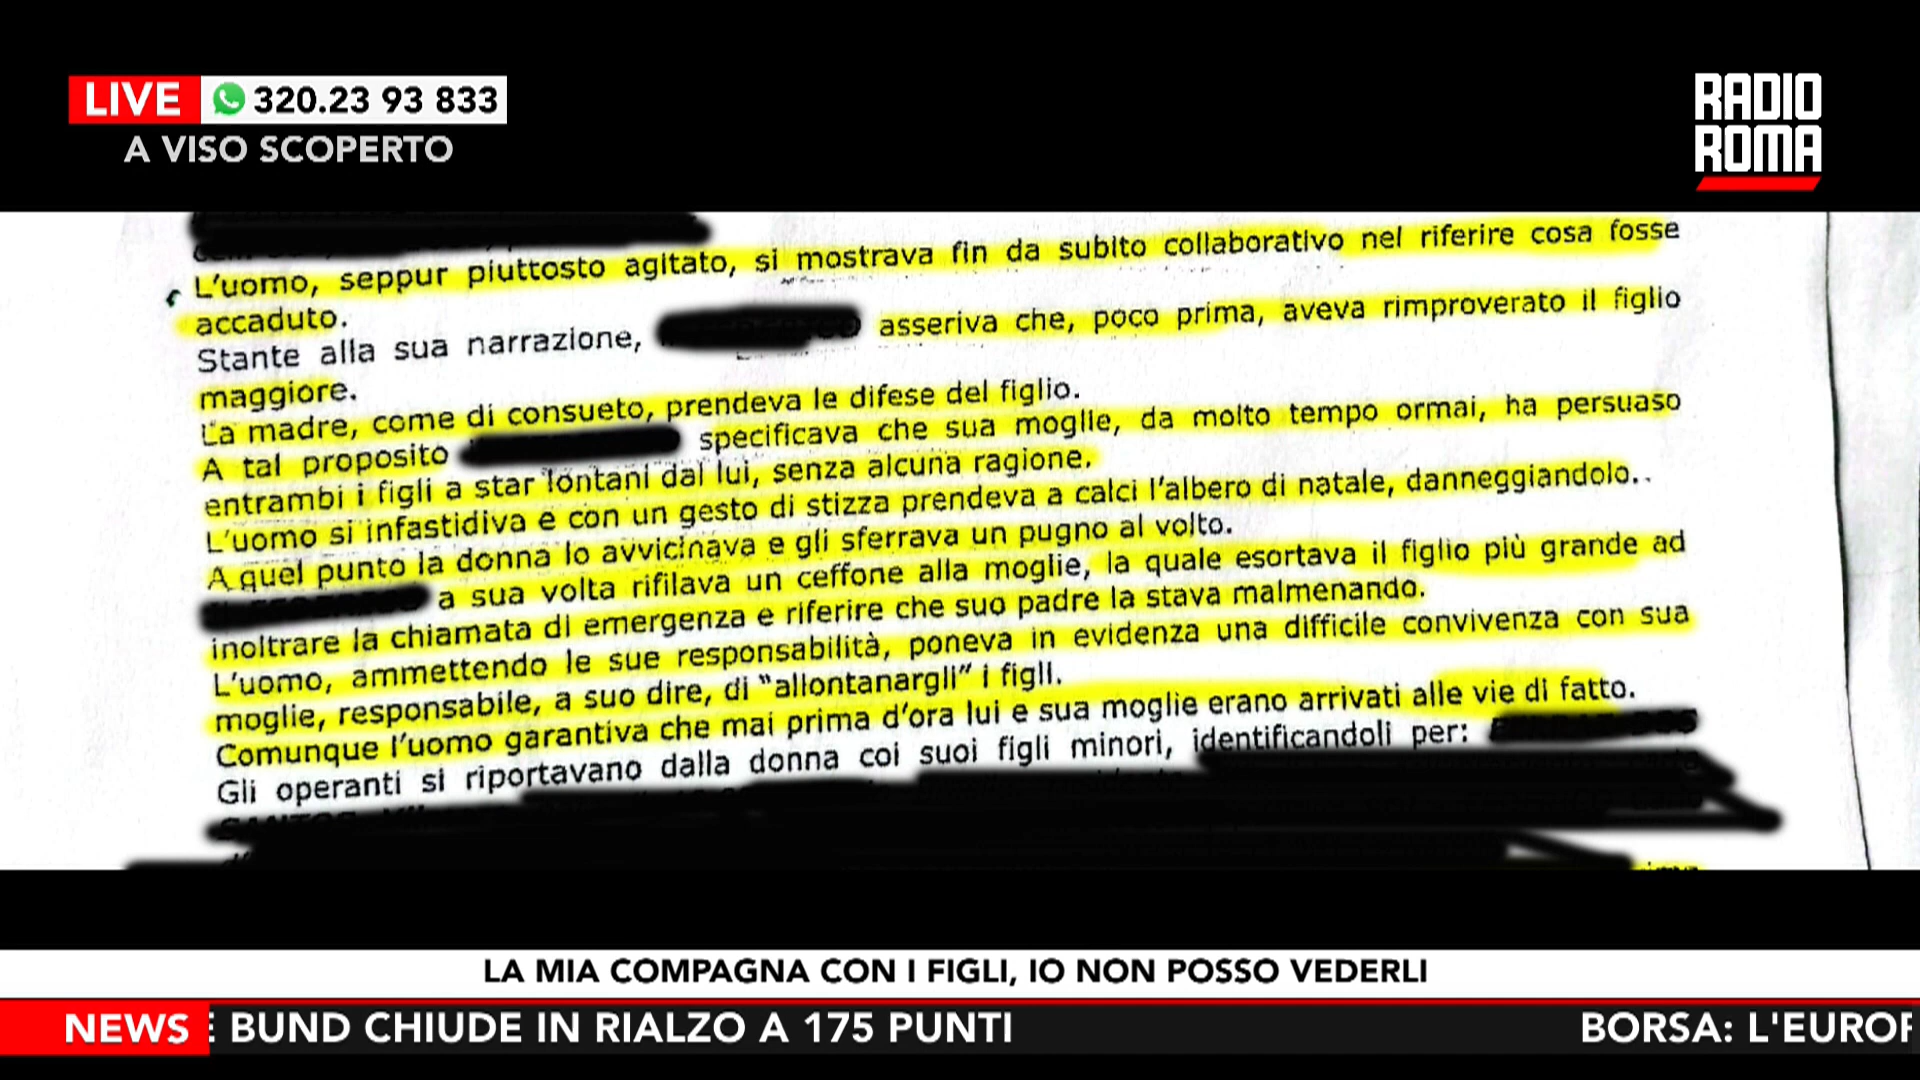 LIVE 320.23 93 833
A VISO SCOPERTO
RADIO
ROMA
L'uomo, seppur piuttosto agitato, si mostrava fin da subito collaborativo nel riferire cosa fosse
accaduto.
Stante alla sua narrazione, asseriva che, poco prima, aveva rimproverato il figlio
maggiore.
La madre, come di consueto, prendeva le difese del figlio.
A tal proposito specificava che sua moglie, da molto tempo ormai, ha persuaso
entrambi i figli a star lontani dai lui, senza alcuna ragione.
L'uomo si infastidiva e con un gesto di stizza prendeva a calci l'albero di natale, danneggiandolo..
A quel punto la donna lo avvicinava e gli sferrava un pugno al volto.
a sua volta rifilava un ceffone alla moglie, la quale esortava il figlio più grande ad
inoltrare la chiamata di emergenza e riferire che suo padre la stava malmenando.
L'uomo, ammettendo le sue responsabilità, poneva in evidenza una difficile convivenza con sua
moglie, responsabile, a suo dire, di "allontanargli" i figli.
Comunque l'uomo garantiva che mai prima d'ora lui e sua moglie erano arrivati alle vie di fatto.
Gli operanti si riportavano dalla donna coi suoi figli minori, identificandoli per:
LA MIA COMPAGNA CON I FIGLI, IO NON POSSO VEDERLI
NEWS E BUND CHIUDE IN RIALZO A 175 PUNTI BORSA: L'EUROP